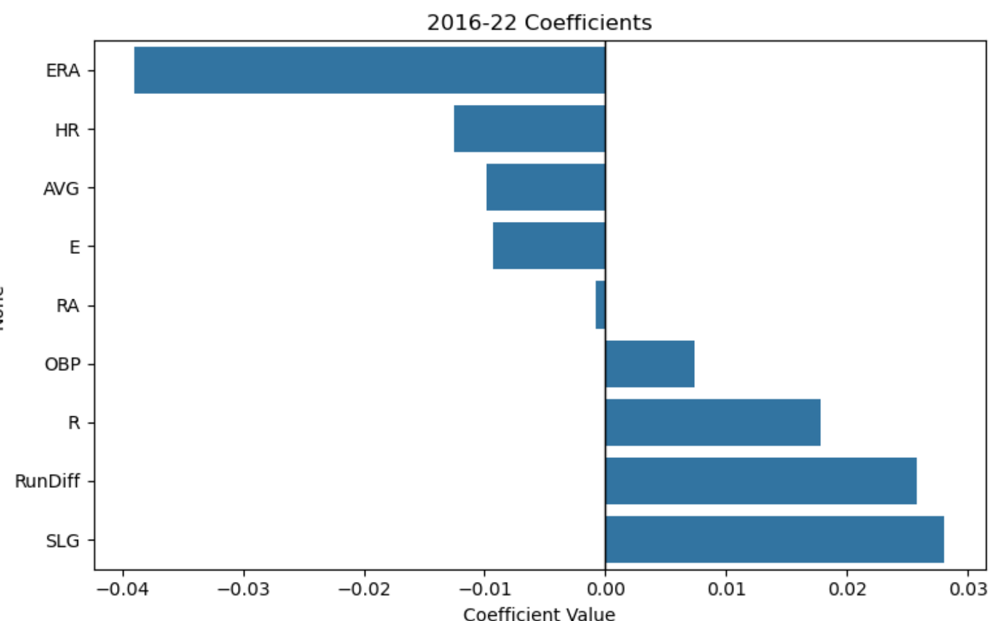 2016-22 Coefficients
ERA
HR
AVG
E
RA
OBP
R
RunDiff
SLG
−0.04 −0.03 −0.02 −0.01 0.00 0.01 0.02 0.03
Coefficient Value